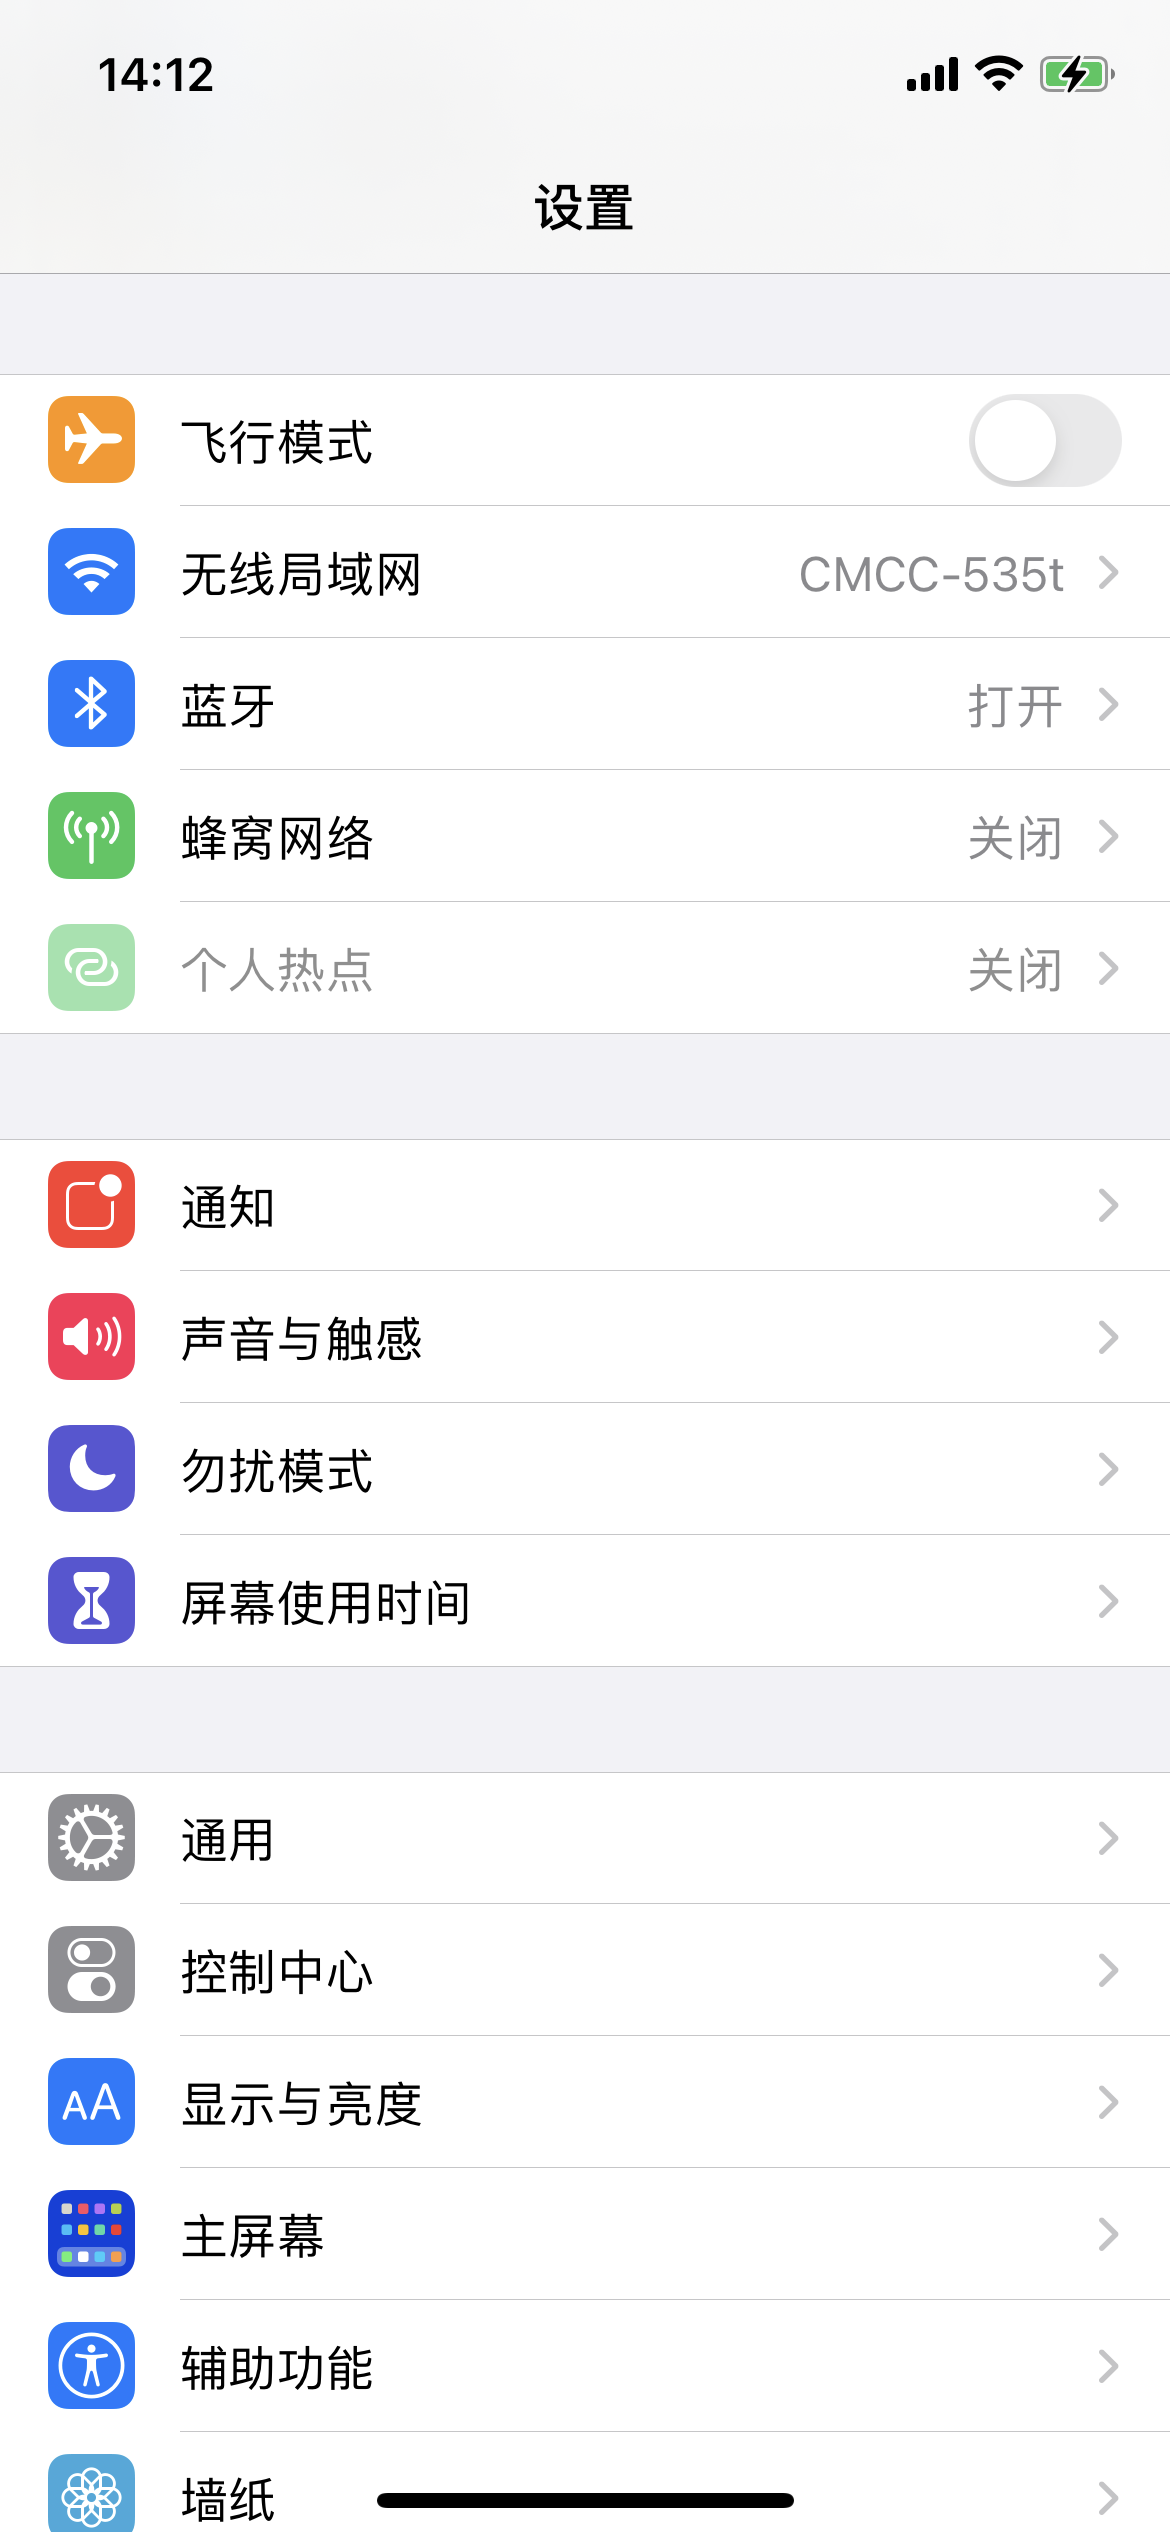 14:12
设置
飞行模式
无线局域网 CMCC-535t
蓝牙 打开
蜂窝网络 关闭
个人热点 关闭
通知
声音与触感
勿扰模式
屏幕使用时间
通用
控制中心
AA 显示与亮度
主屏幕
辅助功能
墙纸